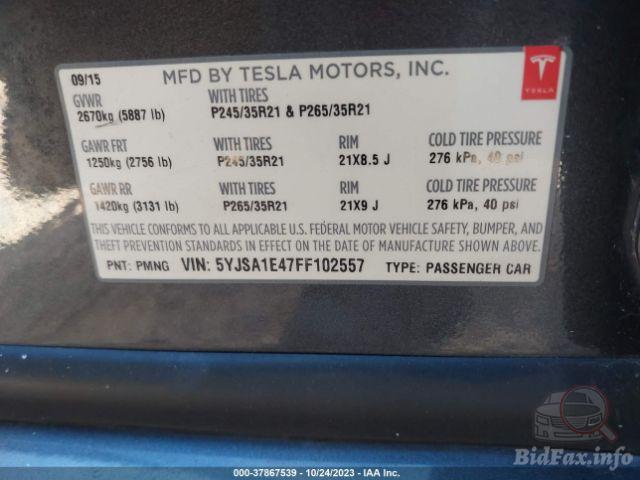 09/15 MFD BY TESLA MOTORS, INC.
TESLA
GVWR WITH TIRES
2670kg (5887 lb) P245/35R21 & P265/35R21
GAWR FRT WITH TIRES RIM COLD TIRE PRESSURE
1250kg (2756 lb) P245/35R21 21X8.5 J 276 kPa, 40 psi
GAWR RR WITH TIRES RIM COLD TIRE PRESSURE
1420kg (3131 lb) P265/35R21 21X9 J 276 kPa, 40 psi
THIS VEHICLE CONFORMS TO ALL APPLICABLE U.S. FEDERAL MOTOR VEHICLE SAFETY, BUMPER, AND
THEFT PREVENTION STANDARDS IN EFFECT ON THE DATE OF MANUFACTURE SHOWN ABOVE.
PNT: PMNG VIN: 5YJSA1E47FF102557 TYPE: PASSENGER CAR
BidFax.info
000-37867539 - 10/24/2023 - IAA Inc.